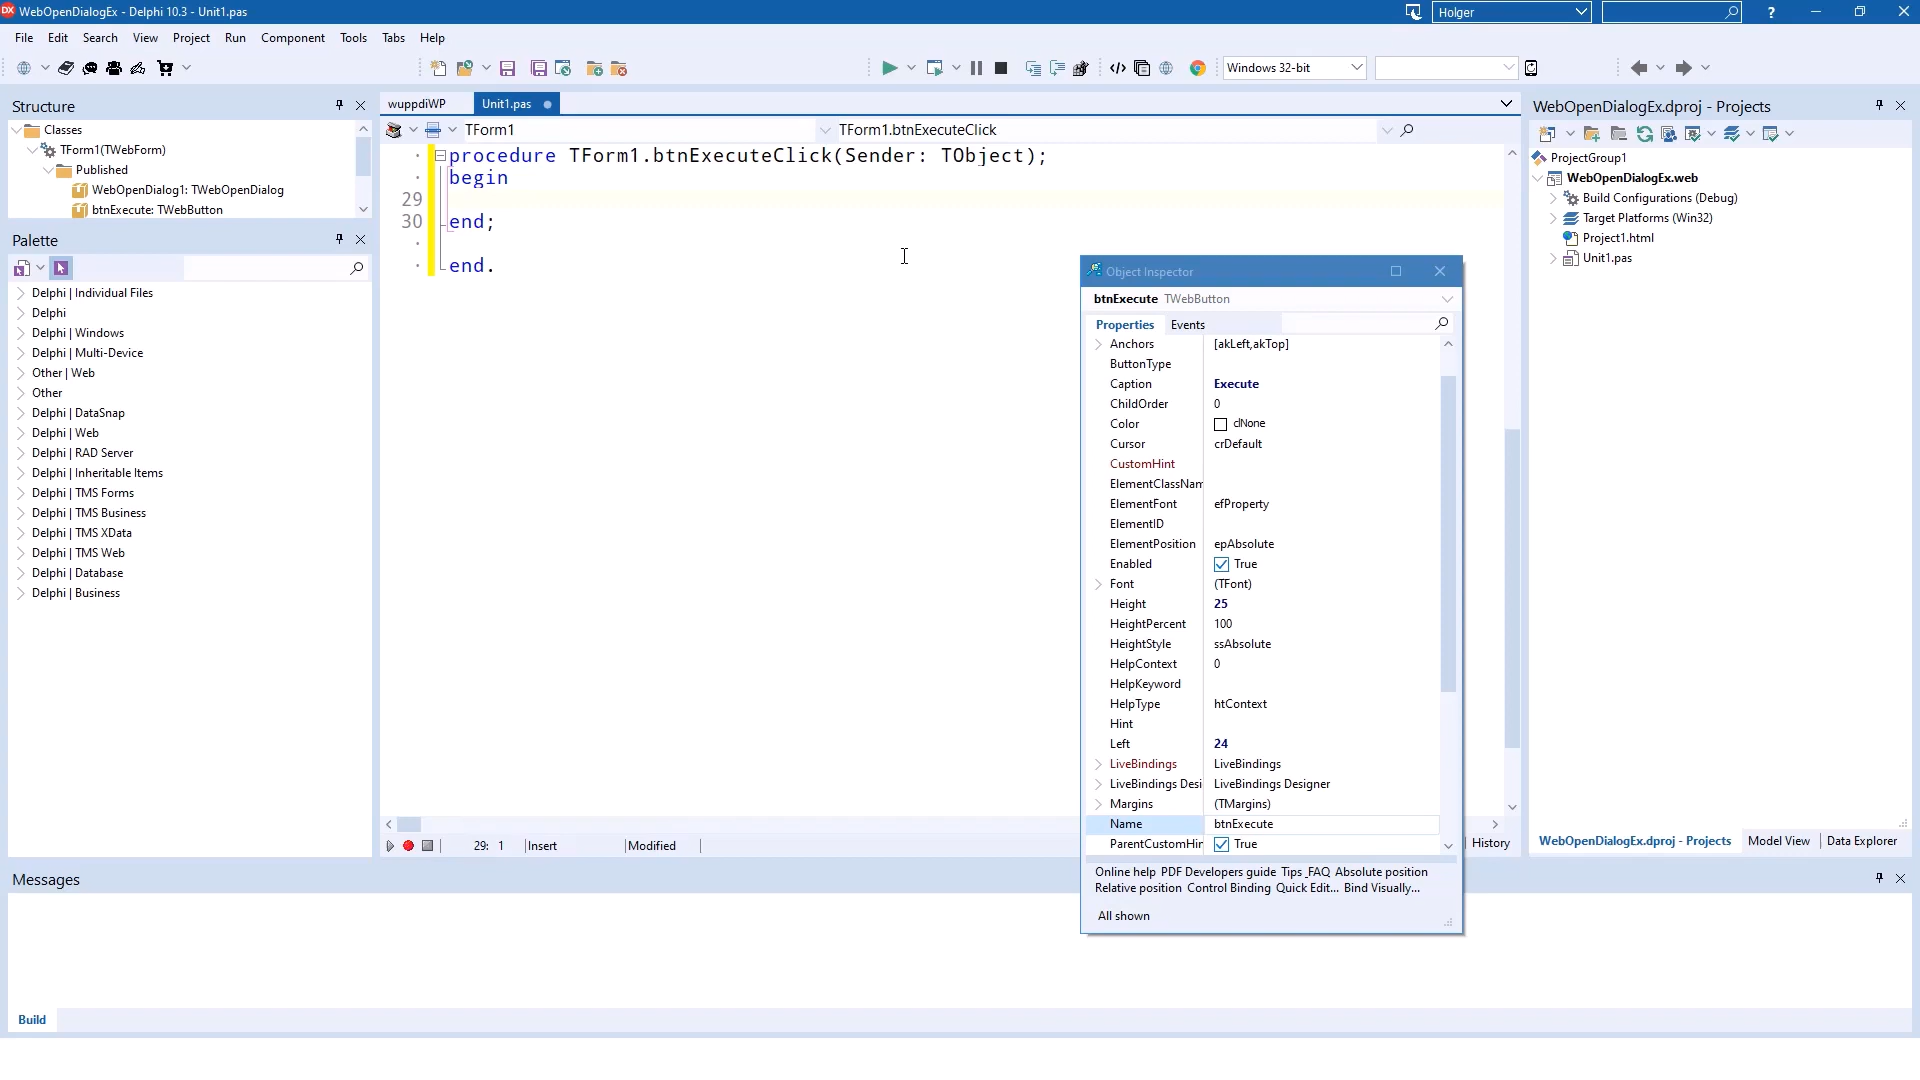 WebOpenDialogEx - Delphi 10.3 - Unit1.pas
Holger
File Edit Search View Project Run Component Tools Tabs Help
Windows 32-bit
Structure
Classes
TForm1(TWebForm)
Published
WebOpenDialog1: TWebOpenDialog
btnExecute: TWebButton
Palette
Delphi | Individual Files
Delphi
Delphi | Windows
Delphi | Multi-Device
Other | Web
Other
Delphi | DataSnap
Delphi | Web
Delphi | RAD Server
Delphi | Inheritable Items
Delphi | TMS Forms
Delphi | TMS Business
Delphi | TMS XData
Delphi | TMS Web
Delphi | Database
Delphi | Business
wuppdiWP Unit1.pas
TForm1 TForm1.btnExecuteClick
procedure TForm1.btnExecuteClick(Sender: TObject);
begin
29
30 end;
end.
29: 1 Insert Modified
History
Object Inspector
btnExecute TWebButton
Properties Events
Anchors [akLeft,akTop]
ButtonType
Caption Execute
ChildOrder 0
Color clNone
Cursor crDefault
CustomHint
ElementClassNam
ElementFont efProperty
ElementID
ElementPosition epAbsolute
Enabled True
Font (TFont)
Height 25
HeightPercent 100
HeightStyle ssAbsolute
HelpContext 0
HelpKeyword
HelpType htContext
Hint
Left 24
LiveBindings LiveBindings
LiveBindings Desi LiveBindings Designer
Margins (TMargins)
Name btnExecute
ParentCustomHin True
Online help PDF Developers guide Tips_FAQ Absolute position
Relative position Control Binding Quick Edit... Bind Visually...
All shown
WebOpenDialogEx.dproj - Projects
ProjectGroup1
WebOpenDialogEx.web
Build Configurations (Debug)
Target Platforms (Win32)
Project1.html
Unit1.pas
WebOpenDialogEx.dproj - Projects Model View Data Explorer
Messages
Build